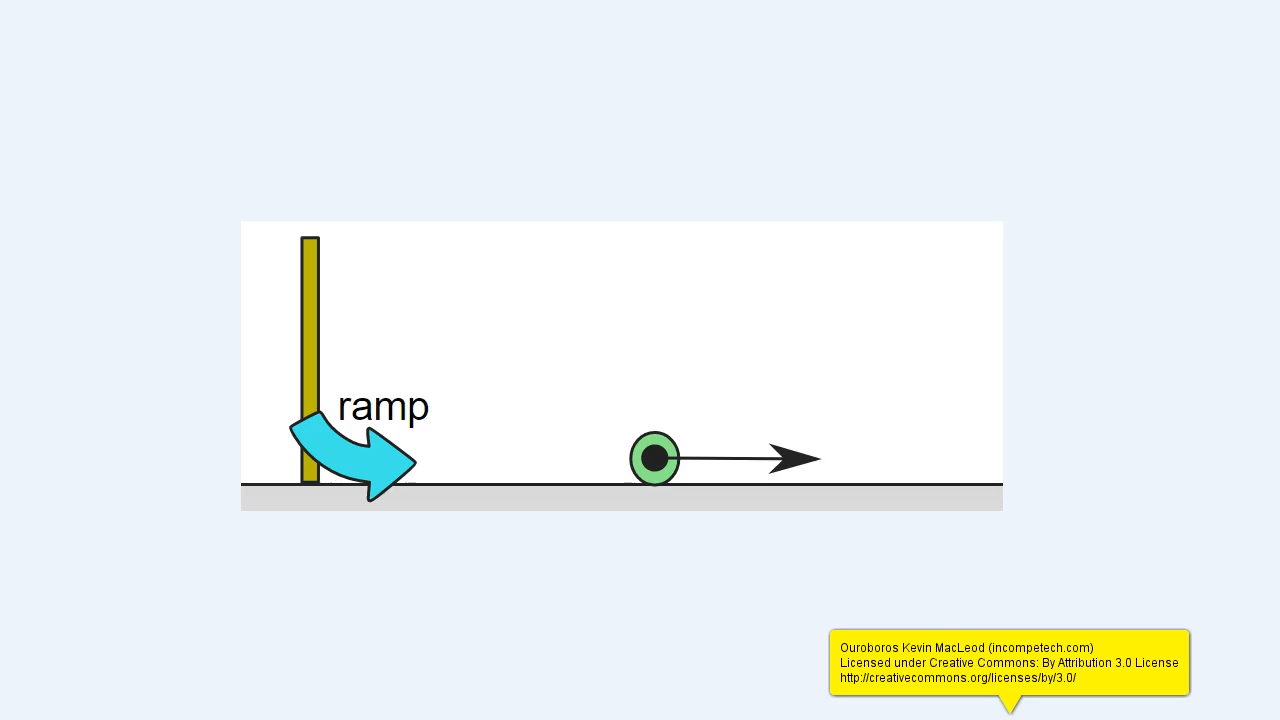 ramp
Ouroboros Kevin MacLeod (incompetech.com)
Licensed under Creative Commons: By Attribution 3.0 License
http://creativecommons.org/licenses/by/3.0/